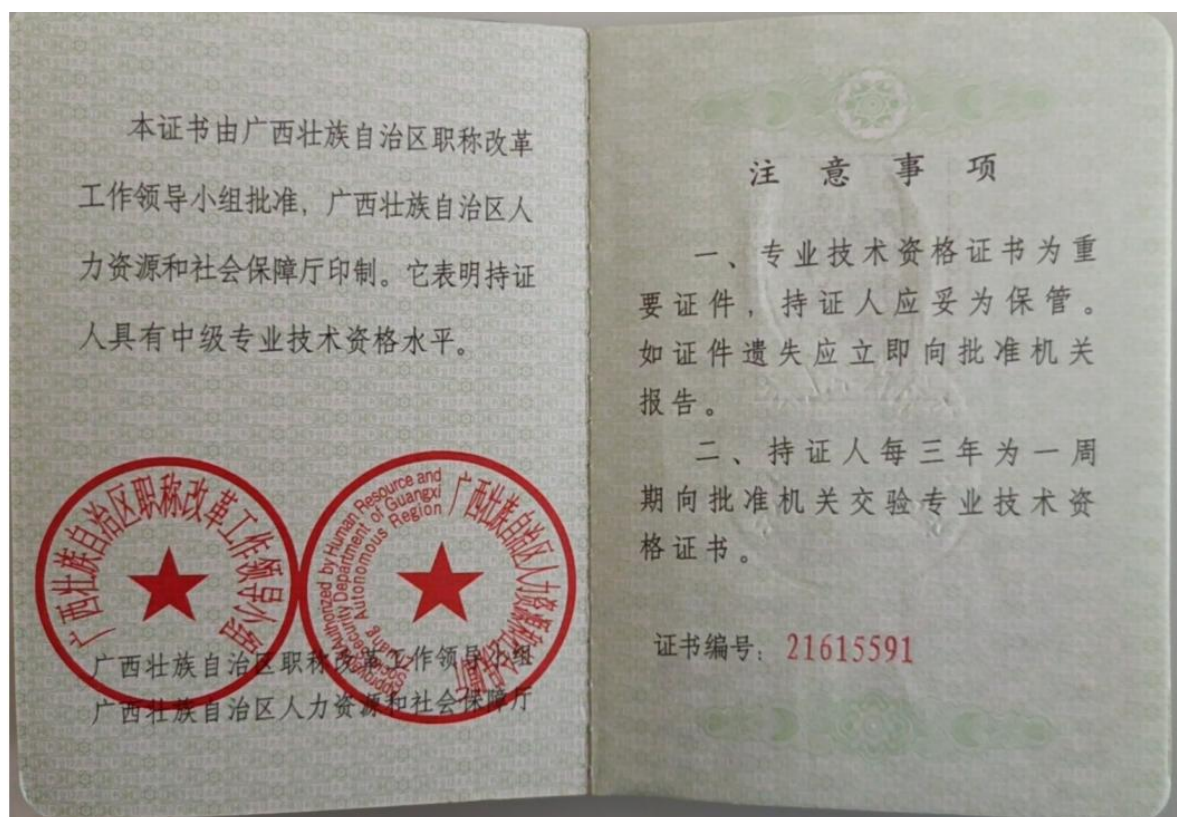 本证书由广西壮族自治区职称改革
工作领导小组批准，广西壮族自治区人
力资源和社会保障厅印制。它表明持证
人具有中级专业技术资格水平。
广西壮族自治区职称改革工作领导小组
Approved & Authorized by Human Resource and
Social Security Department of Guangxi
Zhuang Autonomous Region
广西壮族自治区人力资源和社会保障厅
广西壮族自治区职称改革工作领导小组
广西壮族自治区人力资源和社会保障厅
注意事项
一、专业技术资格证书为重
要证件，持证人应妥为保管。
如证件遗失应立即向批准机关
报告。
二、持证人每三年为一周
期向批准机关交验专业技术资
格证书。
证书编号：21615591